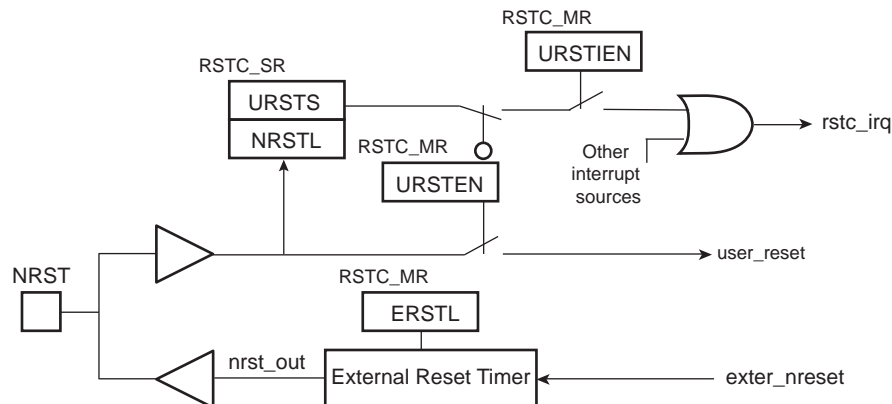 RSTC_MR
URSTIEN
RSTC_SR
URSTS
NRSTL
RSTC_MR
URSTEN
rstc_irq
Other
interrupt
sources
NRST
user_reset
RSTC_MR
ERSTL
nrst_out
External Reset Timer
exter_nreset